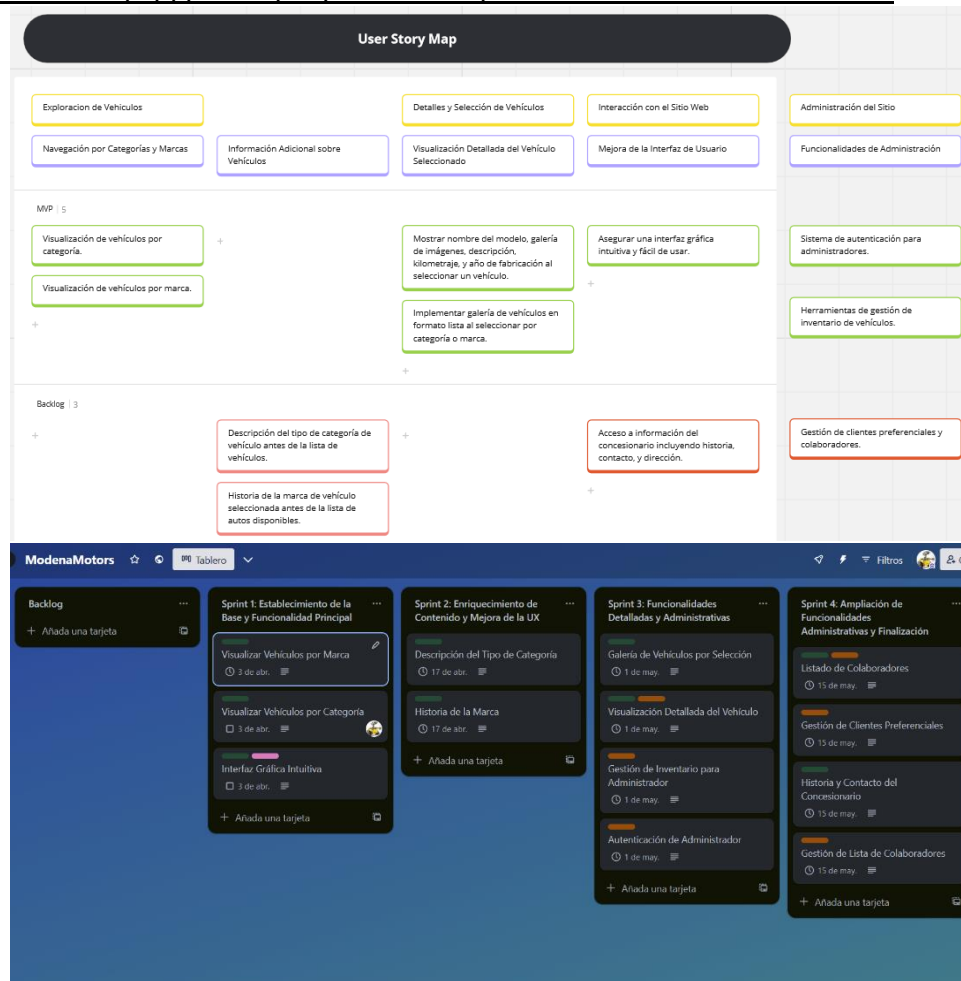 User Story Map
Exploracion de Vehiculos
Detalles y Selección de Vehículos
Interacción con el Sitio Web
Administración del Sitio
Navegación por Categorías y Marcas
Información Adicional sobre
Vehículos
Visualización Detallada del Vehículo
Seleccionado
Mejora de la Interfaz de Usuario
Funcionalidades de Administración
MVP | 5
Visualización de vehículos por
categoría.
Visualización de vehículos por marca.
+
+
Mostrar nombre del modelo, galería
de imágenes, descripción,
kilometraje, y año de fabricación al
seleccionar un vehículo.
Implementar galería de vehículos en
formato lista al seleccionar por
categoría o marca.
+
Asegurar una interfaz gráfica
intuitiva y fácil de usar.
+
Sistema de autenticación para
administradores.
Herramientas de gestión de
inventario de vehículos.
Backlog | 3
+
Descripción del tipo de categoría de
vehículo antes de la lista de
vehículos.
Historia de la marca de vehículo
seleccionada antes de la lista de
autos disponibles.
+
Acceso a información del
concesionario incluyendo historia,
contacto, y dirección.
+
Gestión de clientes preferenciales y
colaboradores.
ModenaMotors
Tablero
Filtros
Backlog
+ Añada una tarjeta
Sprint 1: Establecimiento de la
Base y Funcionalidad Principal
Visualizar Vehículos por Marca
3 de abr.
Visualizar Vehículos por Categoría
3 de abr.
Interfaz Gráfica Intuitiva
3 de abr.
+ Añada una tarjeta
Sprint 2: Enriquecimiento de
Contenido y Mejora de la UX
Descripción del Tipo de Categoría
17 de abr.
Historia de la Marca
17 de abr.
+ Añada una tarjeta
Sprint 3: Funcionalidades
Detalladas y Administrativas
Galería de Vehículos por Selección
1 de may.
Visualización Detallada del Vehículo
1 de may.
Gestión de Inventario para
Administrador
1 de may.
Autenticación de Administrador
1 de may.
+ Añada una tarjeta
Sprint 4: Ampliación de
Funcionalidades
Administrativas y Finalización
Listado de Colaboradores
15 de may.
Gestión de Clientes Preferenciales
15 de may.
Historia y Contacto del
Concesionario
15 de may.
Gestión de Lista de Colaboradores
15 de may.
+ Añada una tarjeta